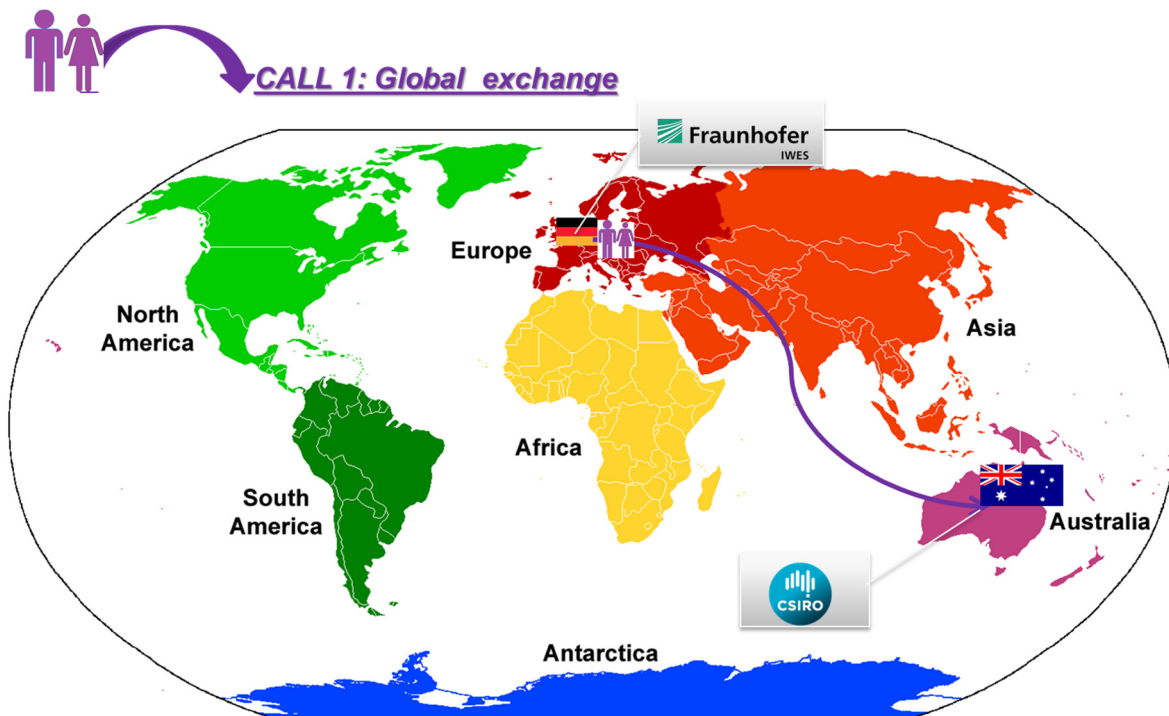 CALL 1: Global exchange
Fraunhofer
IWES
Europe
North
America
Asia
Africa
South
America
Australia
CSIRO
Antarctica